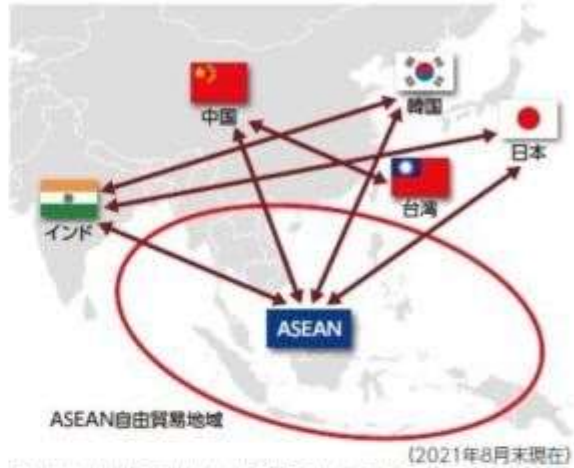 中国
韓国
日本
台湾
インド
ASEAN
ASEAN自由貿易地域
(2021年8月末現在)